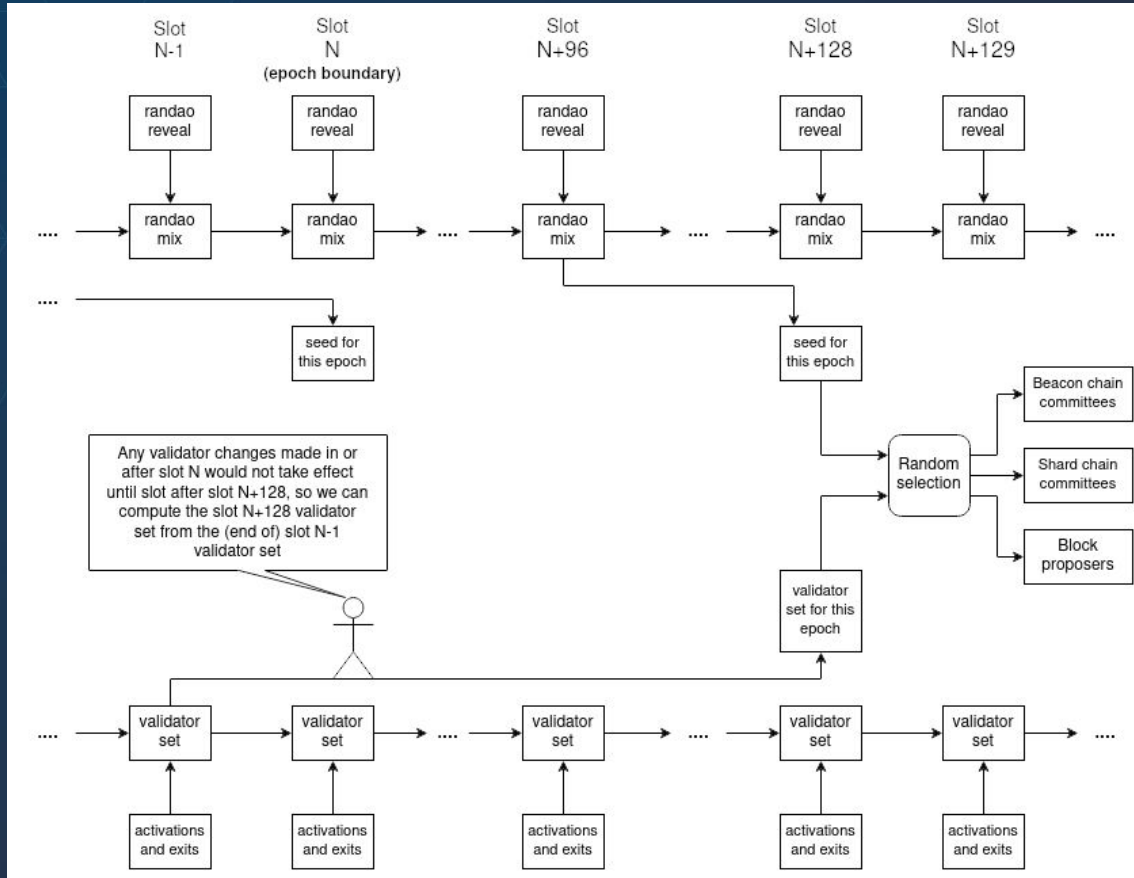 Slot
N-1
Slot
N
(epoch boundary)
Slot
N+96
Slot
N+128
Slot
N+129
randao
reveal
randao
reveal
randao
reveal
randao
reveal
randao
reveal
....
randao
mix
randao
mix
....
randao
mix
....
randao
mix
randao
mix
....
....
seed for
this epoch
seed for
this epoch
Beacon chain
committees
Random
selection
Shard chain
committees
Block
proposers
Any validator changes made in or
after slot N would not take effect
until slot after slot N+128, so we can
compute the slot N+128 validator
set from the (end of) slot N-1
validator set
validator
set for this
epoch
....
validator
set
validator
set
....
validator
set
....
validator
set
validator
set
....
activations
and exits
activations
and exits
activations
and exits
activations
and exits
activations
and exits